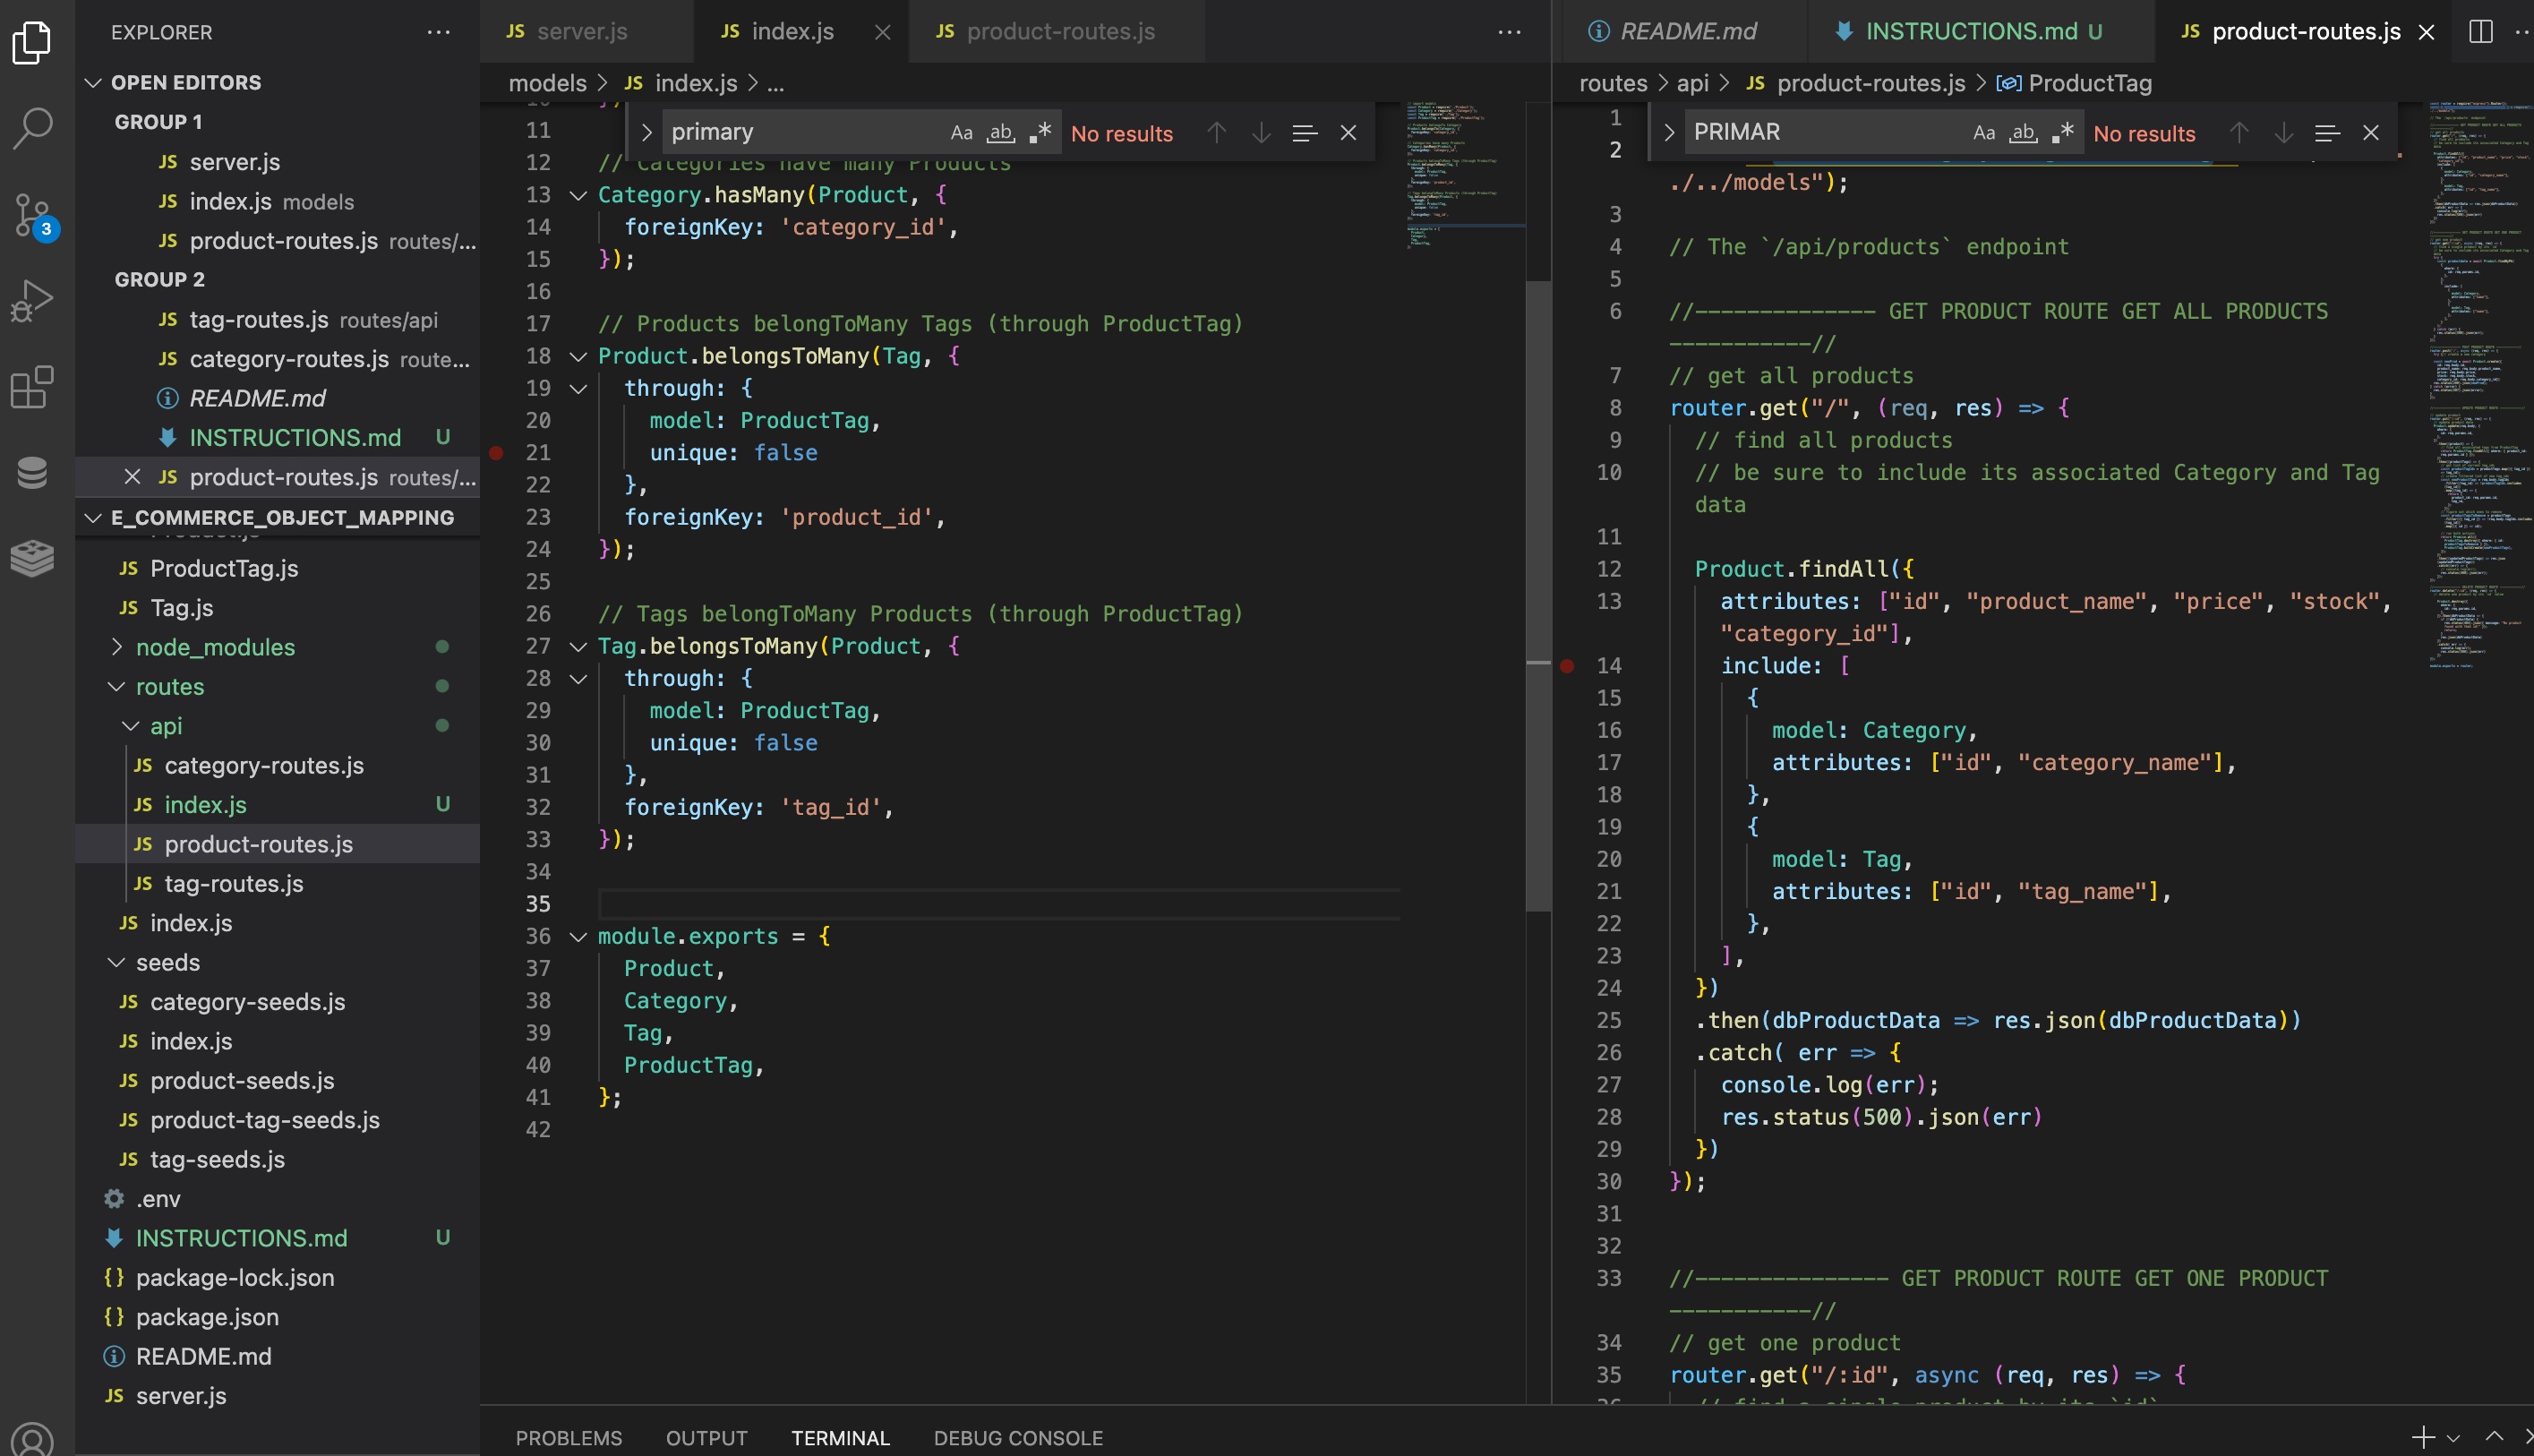 EXPLORER
OPEN EDITORS
GROUP 1
JS server.js
JS index.js models
JS product-routes.js routes/...
GROUP 2
JS tag-routes.js routes/api
JS category-routes.js route...
README.md
INSTRUCTIONS.md U
JS product-routes.js routes/...
E_COMMERCE_OBJECT_MAPPING
JS ProductTag.js
JS Tag.js
node_modules
routes
api
JS category-routes.js
JS index.js U
JS product-routes.js
JS tag-routes.js
JS index.js
seeds
JS category-seeds.js
JS index.js
JS product-seeds.js
JS product-tag-seeds.js
JS tag-seeds.js
.env
INSTRUCTIONS.md U
{} package-lock.json
{} package.json
README.md
JS server.js
3
JS server.js JS index.js JS product-routes.js
models > JS index.js > ...
primary Aa ab No results
11
12 // Categories have many Products
13 Category.hasMany(Product, {
14 foreignKey: 'category_id',
15 });
16
17 // Products belongToMany Tags (through ProductTag)
18 Product.belongsToMany(Tag, {
19 through: {
20 model: ProductTag,
21 unique: false
22 },
23 foreignKey: 'product_id',
24 });
25
26 // Tags belongToMany Products (through ProductTag)
27 Tag.belongsToMany(Product, {
28 through: {
29 model: ProductTag,
30 unique: false
31 },
32 foreignKey: 'tag_id',
33 });
34
35
36 module.exports = {
37 Product,
38 Category,
39 Tag,
40 ProductTag,
41 };
42
README.md INSTRUCTIONS.md U JS product-routes.js
routes > api > JS product-routes.js > ProductTag
PRIMAR Aa ab No results
1
2
./../models");
3
4 // The `/api/products` endpoint
5
6 //-------------- GET PRODUCT ROUTE GET ALL PRODUCTS
-----------//
7 // get all products
8 router.get("/", (req, res) => {
9 // find all products
10 // be sure to include its associated Category and Tag
data
11
12 Product.findAll({
13 attributes: ["id", "product_name", "price", "stock",
"category_id"],
14 include: [
15 {
16 model: Category,
17 attributes: ["id", "category_name"],
18 },
19 {
20 model: Tag,
21 attributes: ["id", "tag_name"],
22 },
23 ],
24 })
25 .then(dbProductData => res.json(dbProductData))
26 .catch( err => {
27 console.log(err);
28 res.status(500).json(err)
29 })
30 });
31
32
33 //--------------- GET PRODUCT ROUTE GET ONE PRODUCT
-----------//
34 // get one product
35 router.get("/:id", async (req, res) => {
PROBLEMS OUTPUT TERMINAL DEBUG CONSOLE